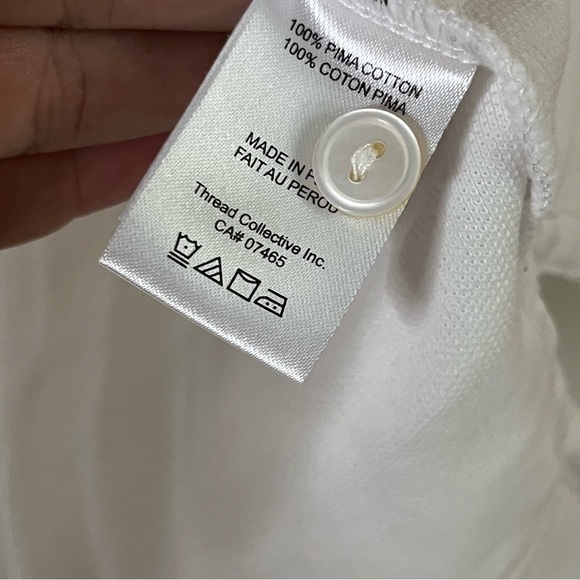 100% PIMA COTTON
100% COTON PIMA
MADE IN
FAIT AU PEROU
Thread Collective Inc.
CA# 07465